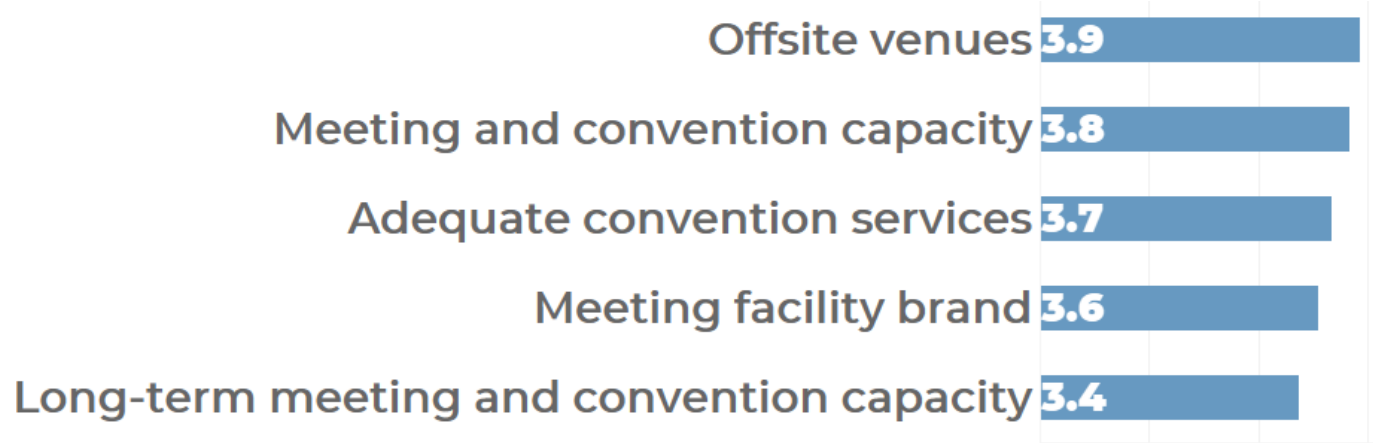 Offsite venues 3.9
Meeting and convention capacity 3.8
Adequate convention services 3.7
Meeting facility brand 3.6
Long-term meeting and convention capacity 3.4